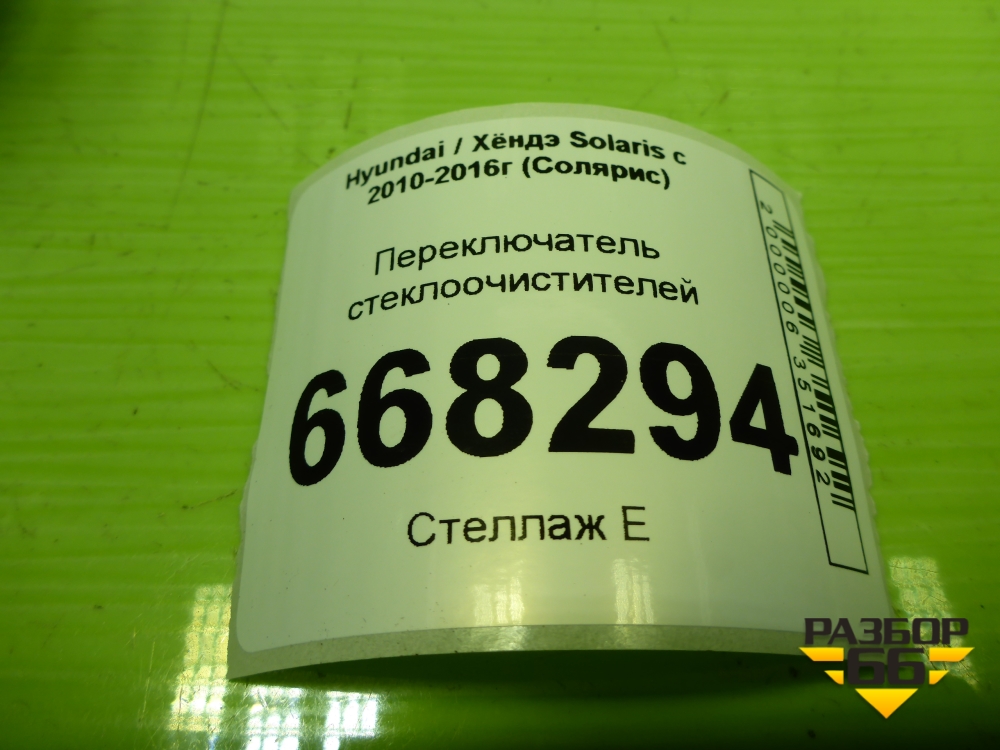 Hyundai / Хёндэ Solaris с
2010-2016г (Солярис)
Переключатель
стеклоочистителей
668294
Стеллаж Е
2000006351692
РАЗБОР
66